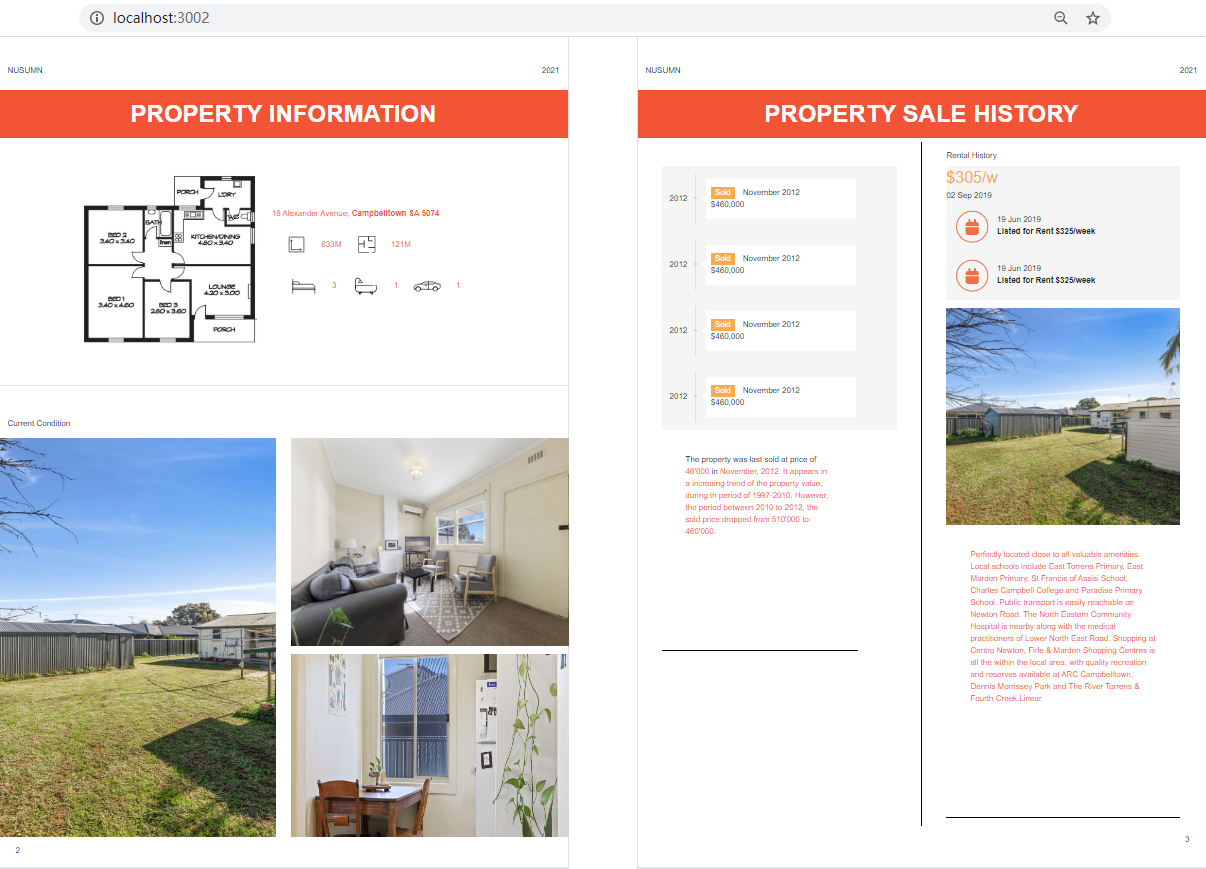 localhost:3002
NUSUMN
2021
PROPERTY INFORMATION
PORCH
L'DRY
WC
BATH
BED 2
3.40 x 3.40
linen
KITCHEN/DINING
4.80 x 3.40
BED 1
3.40 x 4.60
BED 3
2.80 x 3.60
LOUNGE
4.20 x 3.00
PORCH
18 Alexander Avenue, Campbelltown SA 5074
633M
121M
3
1
1
Current Condition
2
NUSUMN
2021
PROPERTY SALE HISTORY
2012
Sold November 2012
$460,000
2012
Sold November 2012
$460,000
2012
Sold November 2012
$460,000
2012
Sold November 2012
$460,000
The property was last sold at price of
46'000 in November, 2012. It appears in
a increaing trend of the property value,
during th period of 1997-2010. However,
the period between 2010 to 2012, the
sold price dropped from 510'000 to
460'000.
Rental History
$305/w
02 Sep 2019
19 Jun 2019
Listed for Rent $325/week
19 Jun 2019
Listed for Rent $325/week
Perfectly located close to all valuable amenities.
Local schools include East Torrens Primary, East
Marden Primary, St Francis of Assisi School,
Charles Campbell College and Paradise Primary
School. Public transport is easily reachable on
Newton Road. The North Eastern Community
Hospital is nearby along with the medical
practitioners of Lower North East Road. Shopping at
Centro Newton, Firle & Marden Shopping Centres is
all the within the local area, with quality recreation
and reserves available at ARC Campbelltown,
Dennis Morrissey Park and The River Torrens &
Fourth Creek Linear
3